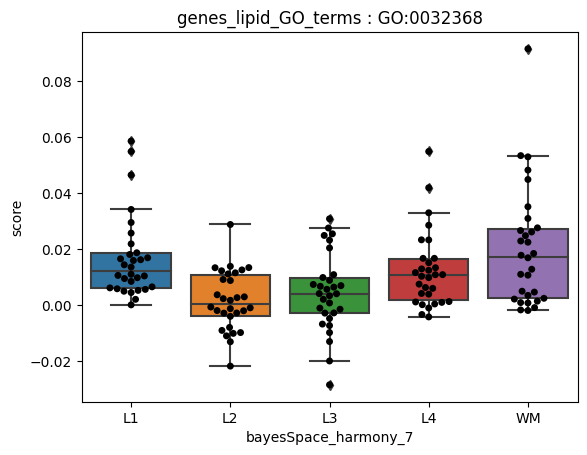 genes_lipid_GO_terms : GO:0032368
0.08
0.06
0.04
0.02
0.00
−0.02
score
L1 L2 L3 L4 WM
bayesSpace_harmony_7